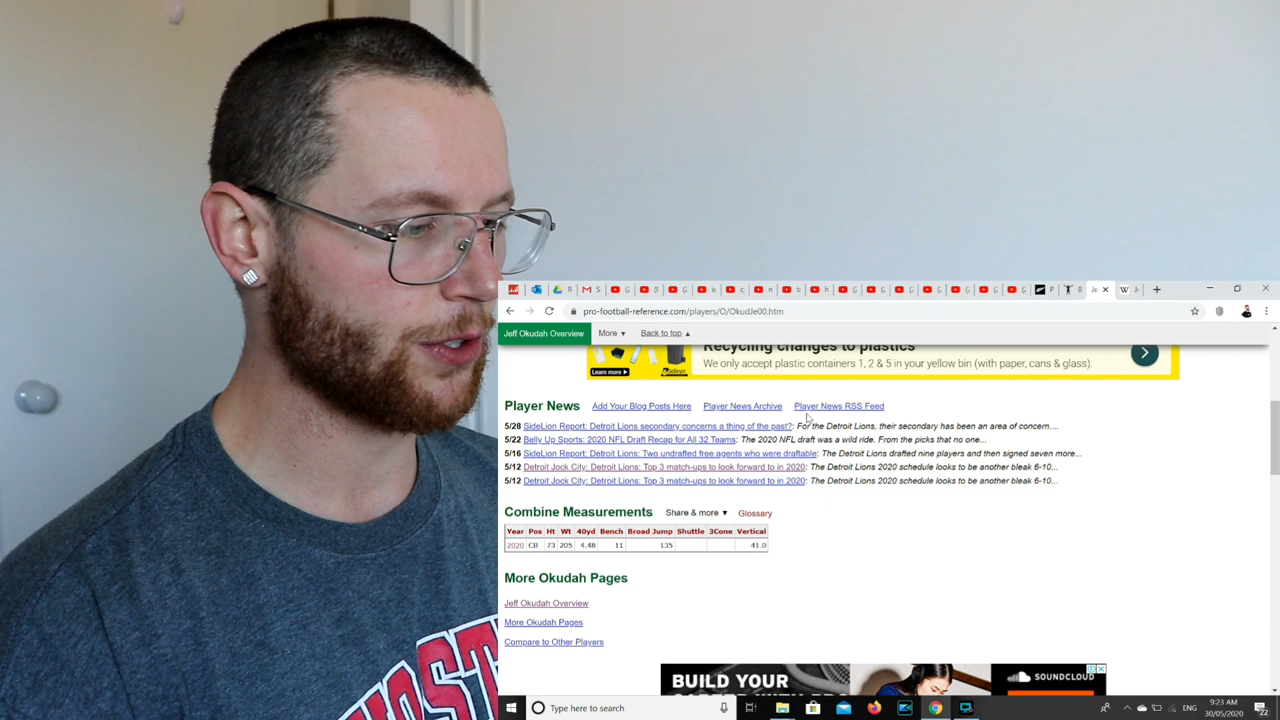 pro-football-reference.com/players/O/OkudJe00.htm
Jeff Okudah Overview More ▼ Back to top ▲
Recycling changes to plastics
Learn more ▶
We only accept plastic containers 1, 2 & 5 in your yellow bin (with paper, cans & glass).
Player News Add Your Blog Posts Here Player News Archive Player News RSS Feed
5/28 SideLion Report: Detroit Lions secondary concerns a thing of the past?: For the Detroit Lions, their secondary has been an area of concern....
5/22 Belly Up Sports: 2020 NFL Draft Recap for All 32 Teams: The 2020 NFL draft was a wild ride. From the picks that no one...
5/16 SideLion Report: Detroit Lions: Two undrafted free agents who were draftable: The Detroit Lions drafted nine players and then signed seven more...
5/12 Detroit Jock City: Detroit Lions: Top 3 match-ups to look forward to in 2020: The Detroit Lions 2020 schedule looks to be another bleak 6-10...
5/12 Detroit Jock City: Detroit Lions: Top 3 match-ups to look forward to in 2020: The Detroit Lions 2020 schedule looks to be another bleak 6-10...
Combine Measurements Share & more ▼ Glossary
Year Pos Ht Wt 40yd Bench Broad Jump Shuttle 3Cone Vertical
2020 CB 73 205 4.48 11 135 41.0
More Okudah Pages
Jeff Okudah Overview
More Okudah Pages
Compare to Other Players
BUILD YOUR
SOUNDCLOUD
Type here to search
ENG
9:23 AM
30/05/2020
22